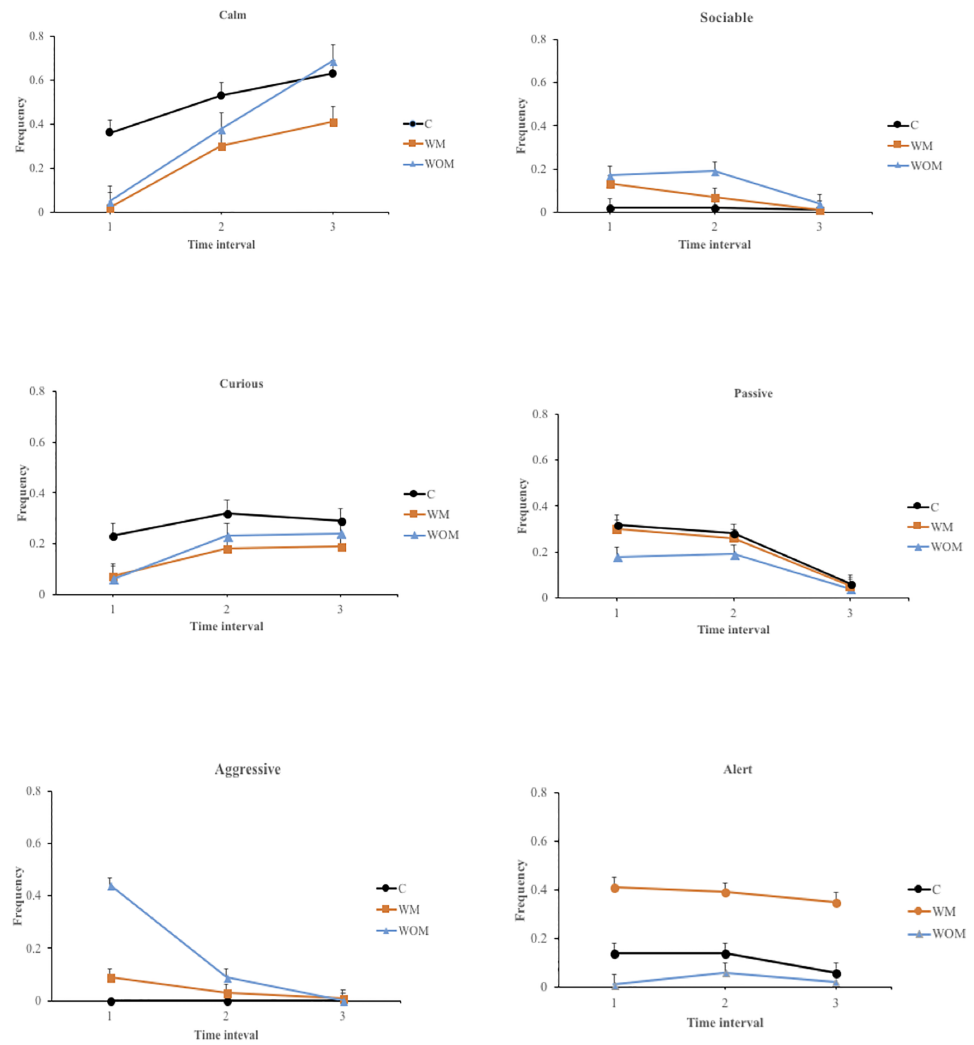 Calm
0.8
0.6
0.4
0.2
0
Frequency
1 2 3
Time interval
C
WM
WOM
Sociable
0.8
0.6
0.4
0.2
0
Frequency
1 2 3
Time interval
C
WM
WOM
Curious
0.8
0.6
0.4
0.2
0
Frequency
1 2 3
Time interval
C
WM
WOM
Passive
0.8
0.6
0.4
0.2
0
Frequency
1 2 3
Time interval
C
WM
WOM
Aggressive
0.8
0.6
0.4
0.2
0
Frequency
1 2 3
Time inteval
C
WM
WOM
Alert
0.8
0.6
0.4
0.2
0
Frequency
1 2 3
Time interval
C
WM
WOM